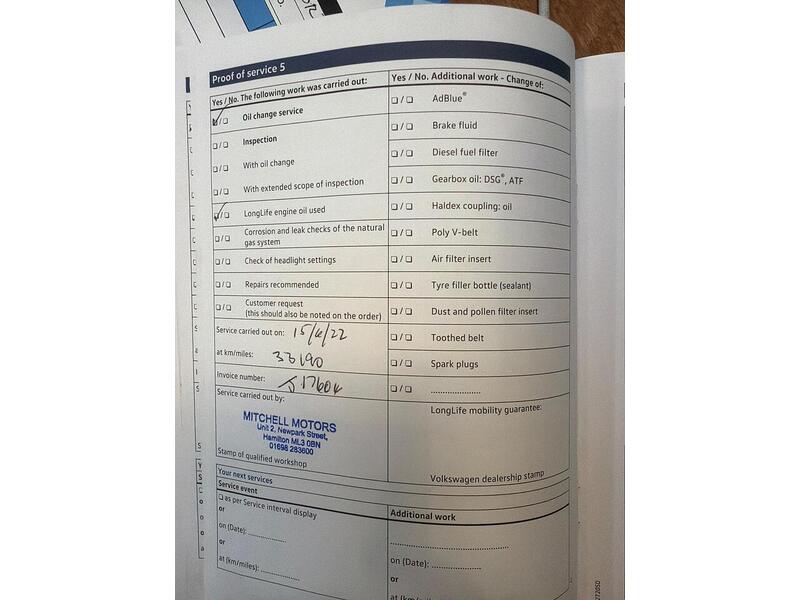 Proof of service 5
Yes / No. The following work was carried out:
☑ / ☐ Oil change service
☐ / ☐ Inspection
☐ / ☐ With oil change
☐ / ☐ With extended scope of inspection
☑ / ☐ LongLife engine oil used
☐ / ☐ Corrosion and leak checks of the natural
gas system
☐ / ☐ Check of headlight settings
☐ / ☐ Repairs recommended
☐ / ☐ Customer request
(this should also be noted on the order)
Service carried out on: 15/6/22
at km/miles: 33190
Invoice number: J17604
Service carried out by:
MITCHELL MOTORS
Unit 2, Newpark Street,
Hamilton ML3 0BN
01698 283600
Stamp of qualified workshop
Yes / No. Additional work - Change of:
☐ / ☐ AdBlue®
☐ / ☐ Brake fluid
☐ / ☐ Diesel fuel filter
☐ / ☐ Gearbox oil: DSG®, ATF
☐ / ☐ Haldex coupling: oil
☐ / ☐ Poly V-belt
☐ / ☐ Air filter insert
☐ / ☐ Tyre filler bottle (sealant)
☐ / ☐ Dust and pollen filter insert
☐ / ☐ Toothed belt
☐ / ☐ Spark plugs
☐ / ☐ .....................
LongLife mobility guarantee:
Volkswagen dealership stamp
Your next services
Service event
☐ as per Service interval display
or
on (Date): ................
or
at (km/miles): ................
Additional work
.................................................
on (Date): .....................
or
at (km/miles):